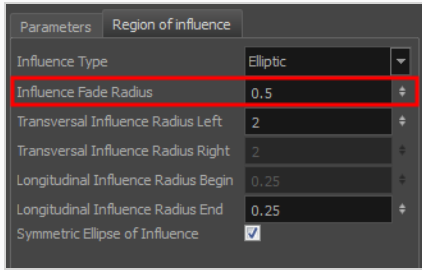 Parameters Region of influence
Influence Type Elliptic
Influence Fade Radius 0.5
Transversal Influence Radius Left 2
Transversal Influence Radius Right 2
Longitudinal Influence Radius Begin 0.25
Longitudinal Influence Radius End 0.25
Symmetric Ellipse of Influence